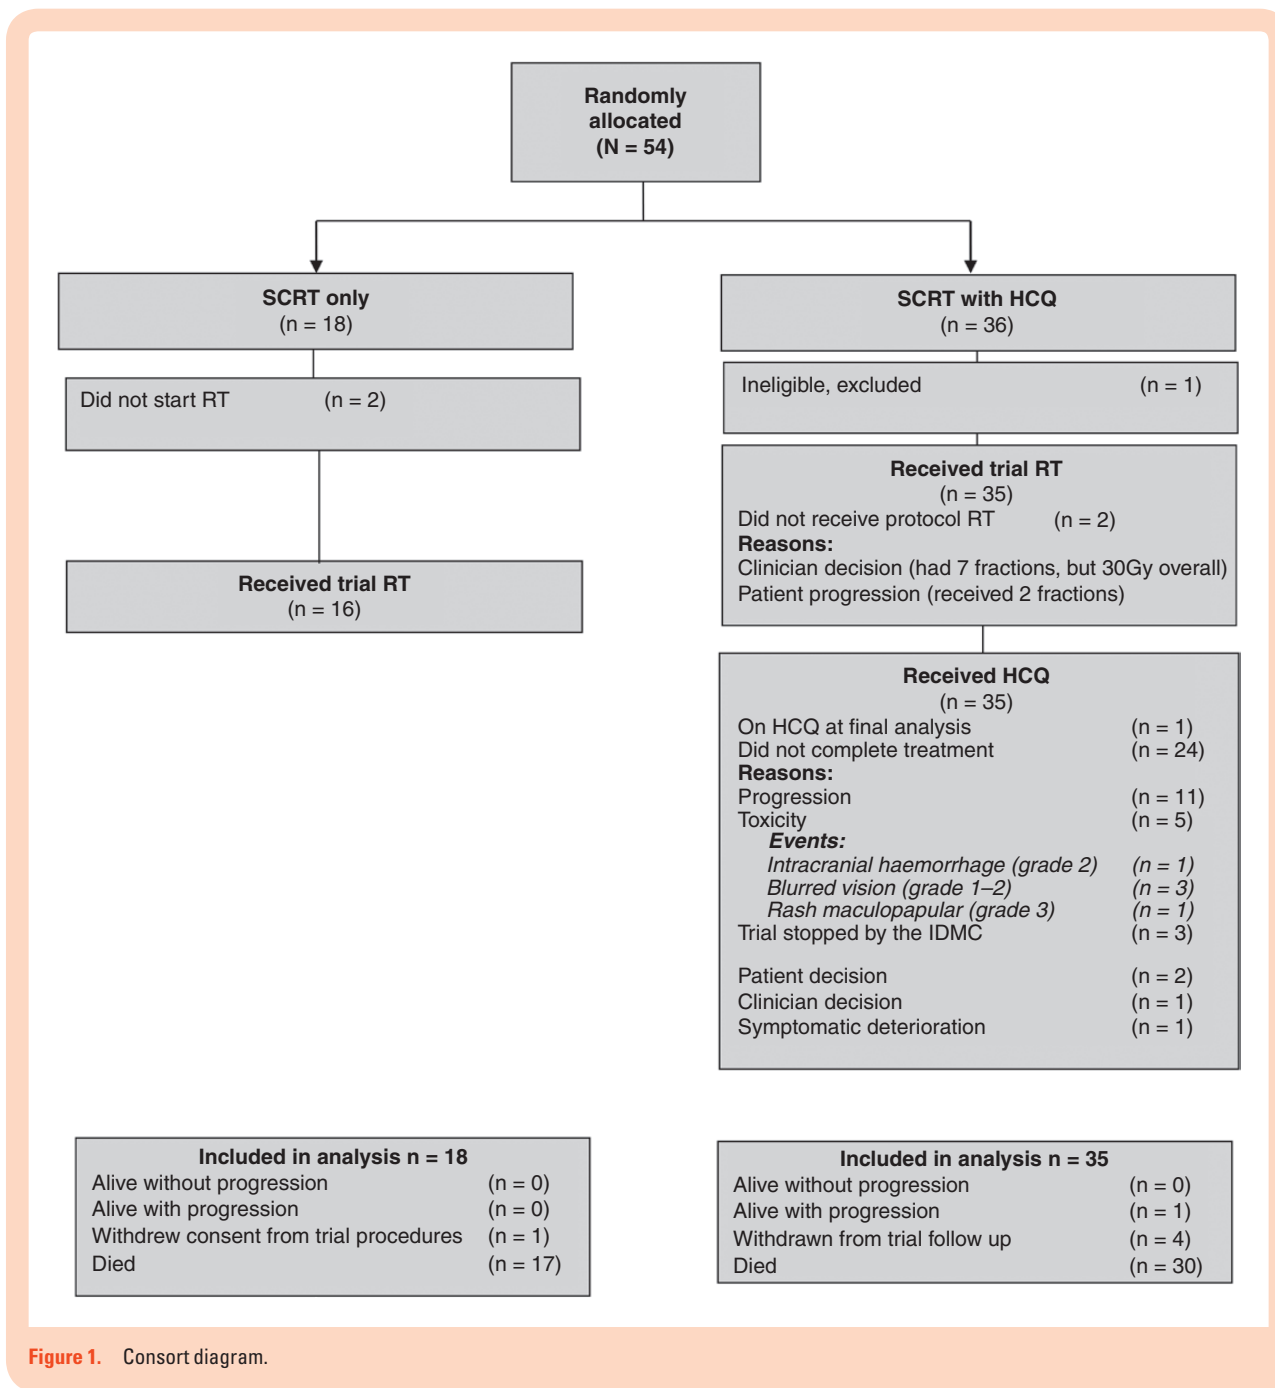 Randomly
allocated
(N = 54)
SCRT only
(n = 18)
Did not start RT (n = 2)
Received trial RT
(n = 16)
SCRT with HCQ
(n = 36)
Ineligible, excluded (n = 1)
Received trial RT
(n = 35)
Did not receive protocol RT (n = 2)
Reasons:
Clinician decision (had 7 fractions, but 30Gy overall)
Patient progression (received 2 fractions)
Received HCQ
(n = 35)
On HCQ at final analysis (n = 1)
Did not complete treatment (n = 24)
Reasons:
Progression (n = 11)
Toxicity (n = 5)
Events:
Intracranial haemorrhage (grade 2) (n = 1)
Blurred vision (grade 1–2) (n = 3)
Rash maculopapular (grade 3) (n = 1)
Trial stopped by the IDMC (n = 3)
Patient decision (n = 2)
Clinician decision (n = 1)
Symptomatic deterioration (n = 1)
Included in analysis n = 18
Alive without progression (n = 0)
Alive with progression (n = 0)
Withdrew consent from trial procedures (n = 1)
Died (n = 17)
Included in analysis n = 35
Alive without progression (n = 0)
Alive with progression (n = 1)
Withdrawn from trial follow up (n = 4)
Died (n = 30)
Figure 1. Consort diagram.